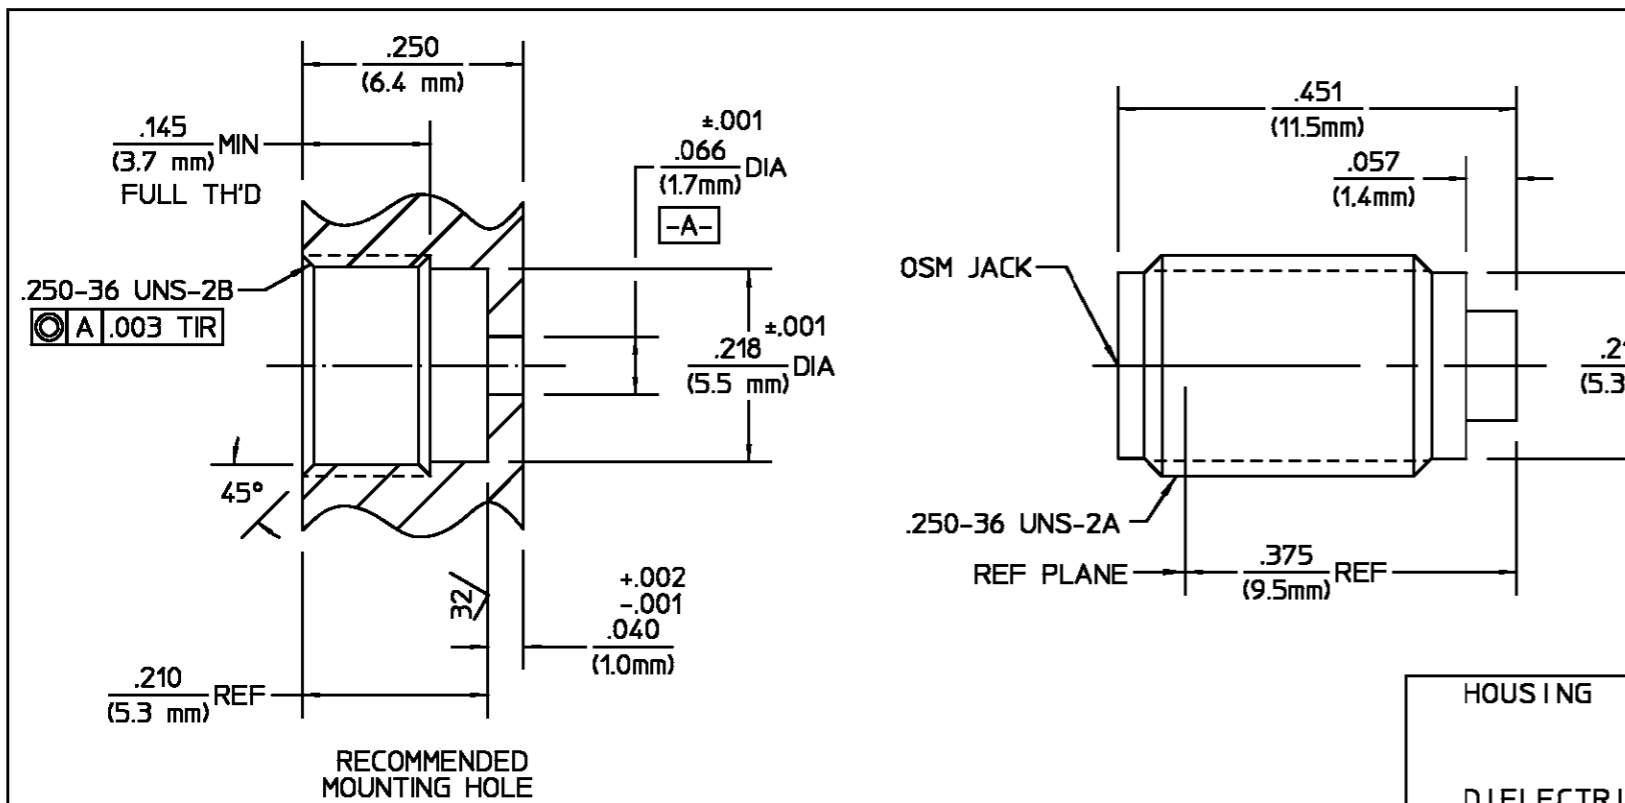 .250
(6.4 mm)
.145 MIN
(3.7 mm)
FULL TH'D
±.001
.066 DIA
(1.7mm)
-A-
.250-36 UNS-2B
A .003 TIR
±.001
.218 DIA
(5.5 mm)
45°
32
+.002
-.001
.040
(1.0mm)
.210 REF
(5.3 mm)
RECOMMENDED
MOUNTING HOLE
.451
(11.5mm)
.057
(1.4mm)
OSM JACK
.250-36 UNS-2A
REF PLANE
.375 REF
(9.5mm)
HOUSING